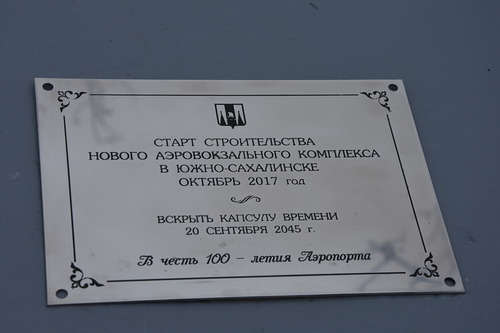 СТАРТ СТРОИТЕЛЬСТВА
НОВОГО АЭРОВОКЗАЛЬНОГО КОМПЛЕКСА
В ЮЖНО-САХАЛИНСКЕ
ОКТЯБРЬ 2017 год
ВСКРЫТЬ КАПСУЛУ ВРЕМЕНИ
20 СЕНТЯБРЯ 2045 г.
В честь 100 - летия Аэропорта